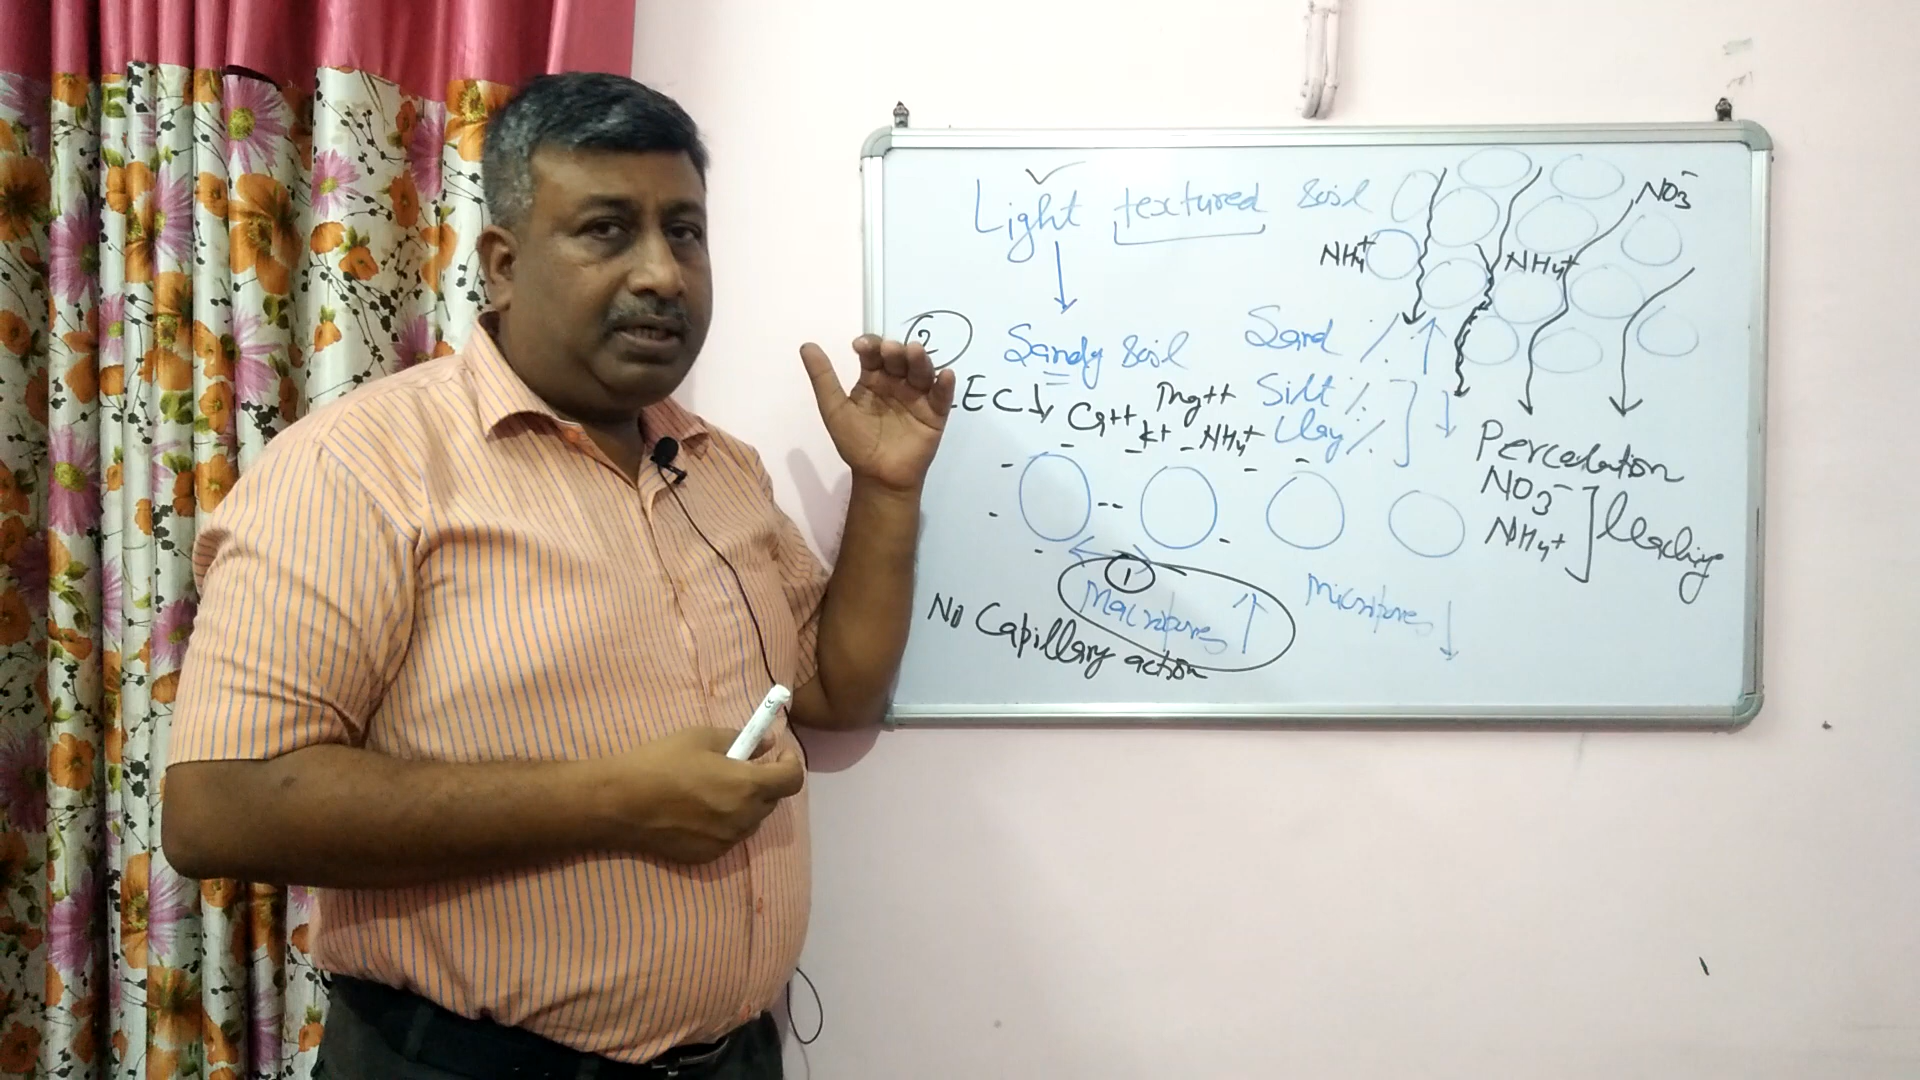 Light textured Soil
NO3-
NH4+
NH4+
2
Sandy Soil
Sand %
EC↓
Ca++
Mg++
Silt %
K+
NH4+
Clay %
Percolation
NO3-
NH4+
leaching
1
Macropores ↑
Micropores ↓
No Capillary action